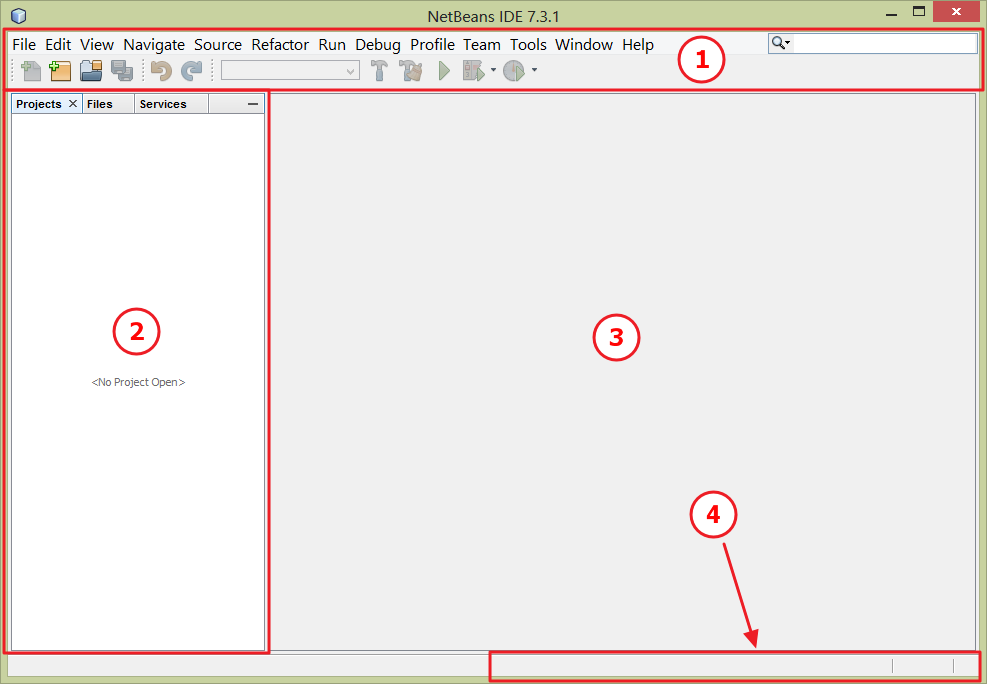 NetBeans IDE 7.3.1
File Edit View Navigate Source Refactor Run Debug Profile Team Tools Window Help
1
Projects Files Services
2
3
<No Project Open>
4